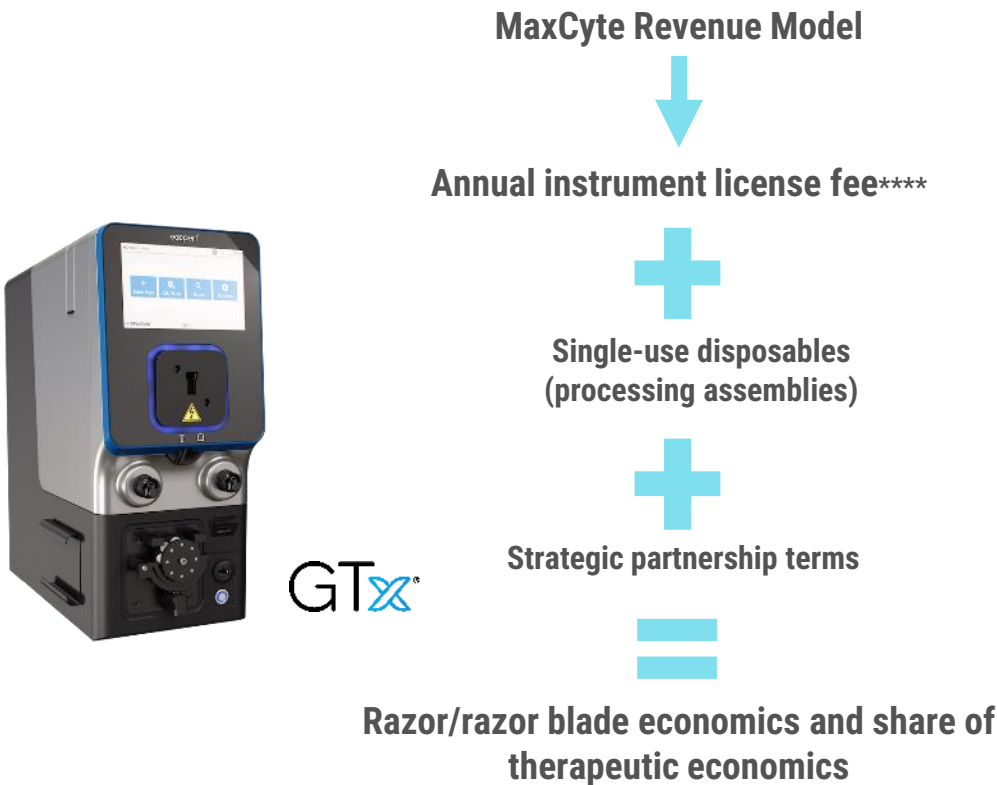 MaxCyte Revenue Model
Annual instrument license fee****
Single-use disposables
(processing assemblies)
Strategic partnership terms
GTx®
Razor/razor blade economics and share of
therapeutic economics